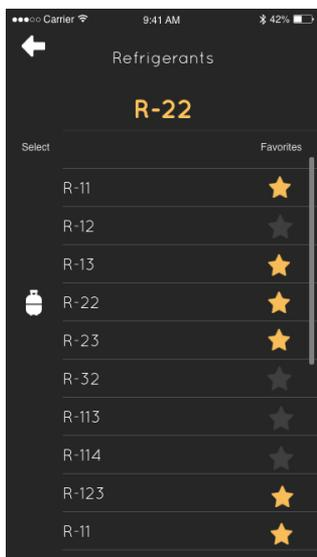 Carrier 9:41 AM 42%
Refrigerants
R-22
Select Favorites
R-11
R-12
R-13
R-22
R-23
R-32
R-113
R-114
R-123
R-11